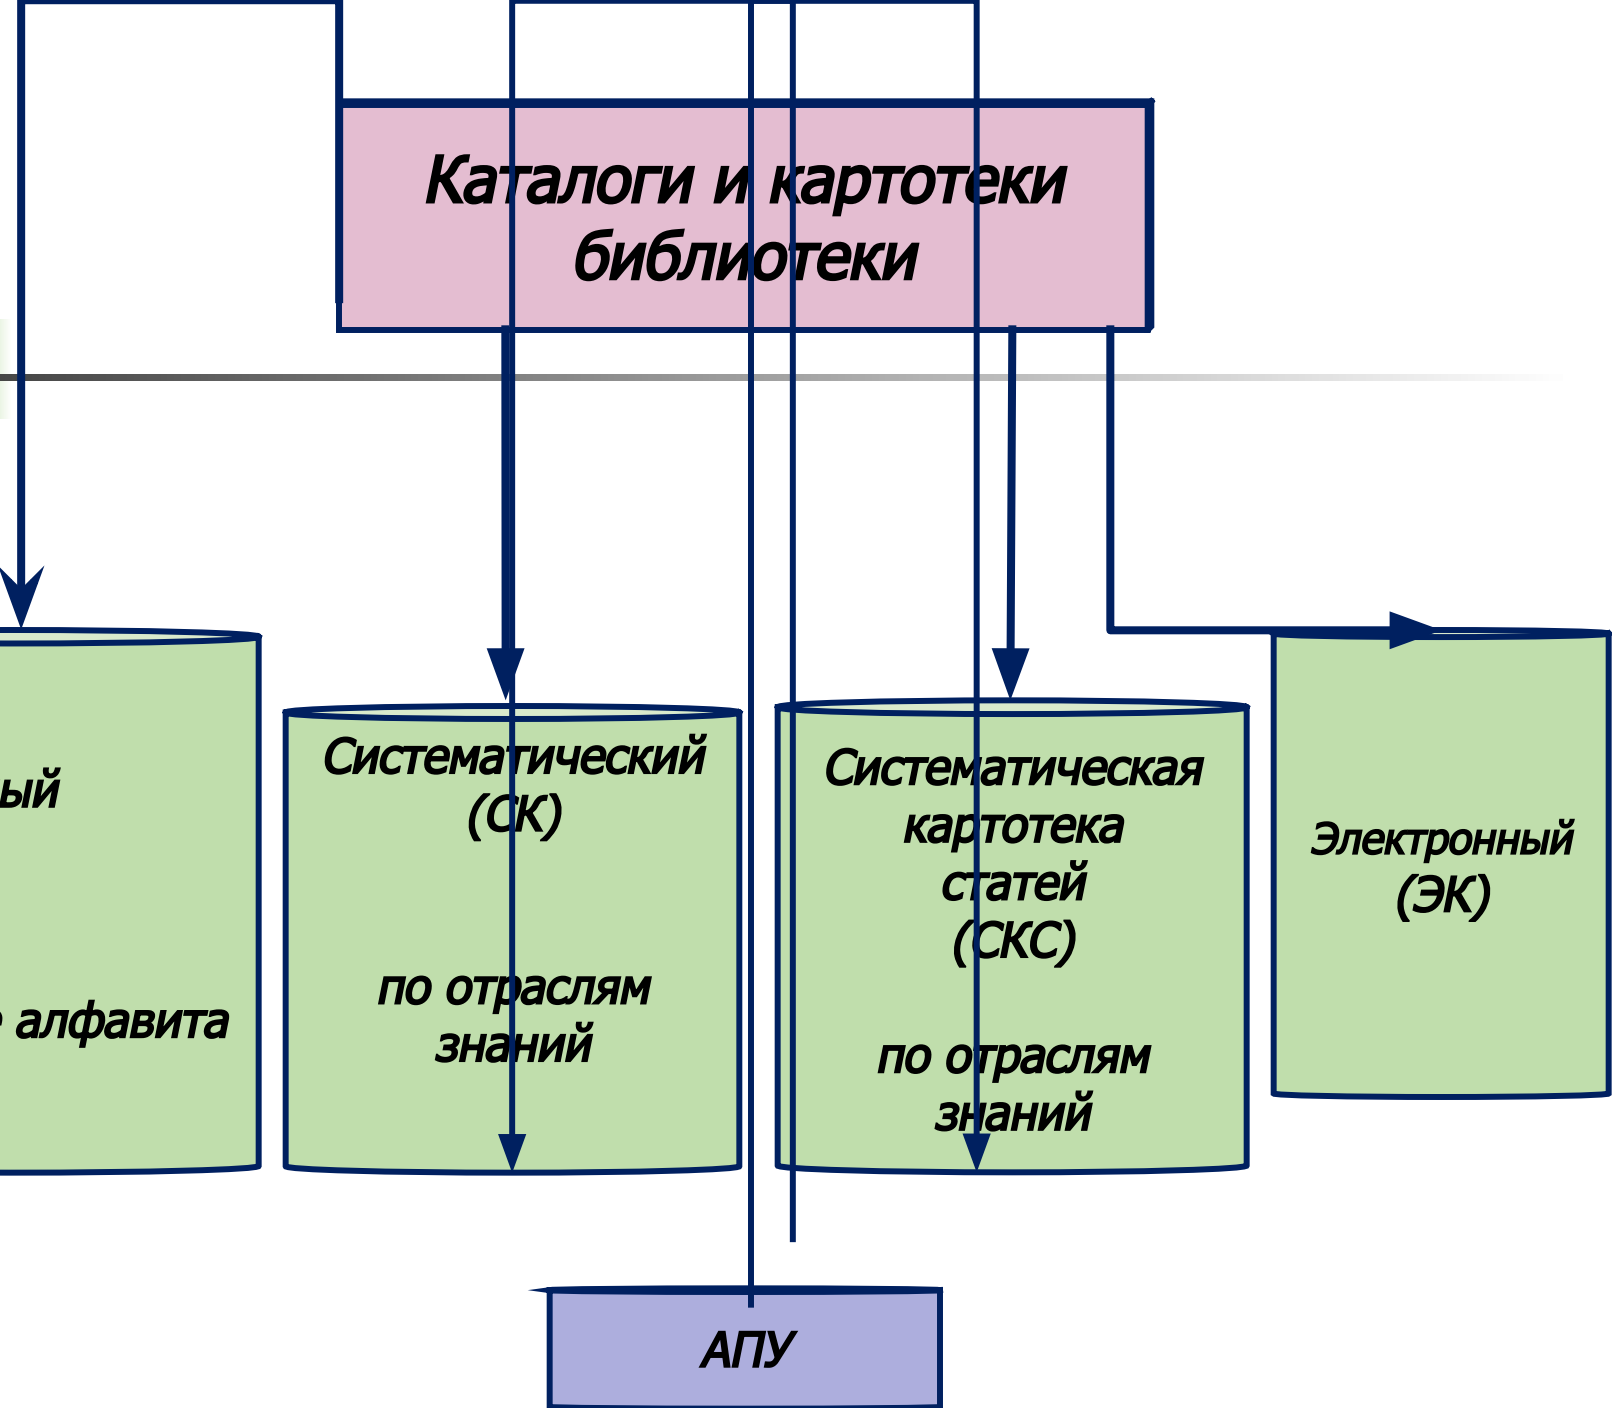 Каталоги и картотеки
библиотеки
ый
алфавита
Систематический
(СК)
по отраслям
знаний
Систематическая
картотека
статей
(СКС)
по отраслям
знаний
Электронный
(ЭК)
АПУ